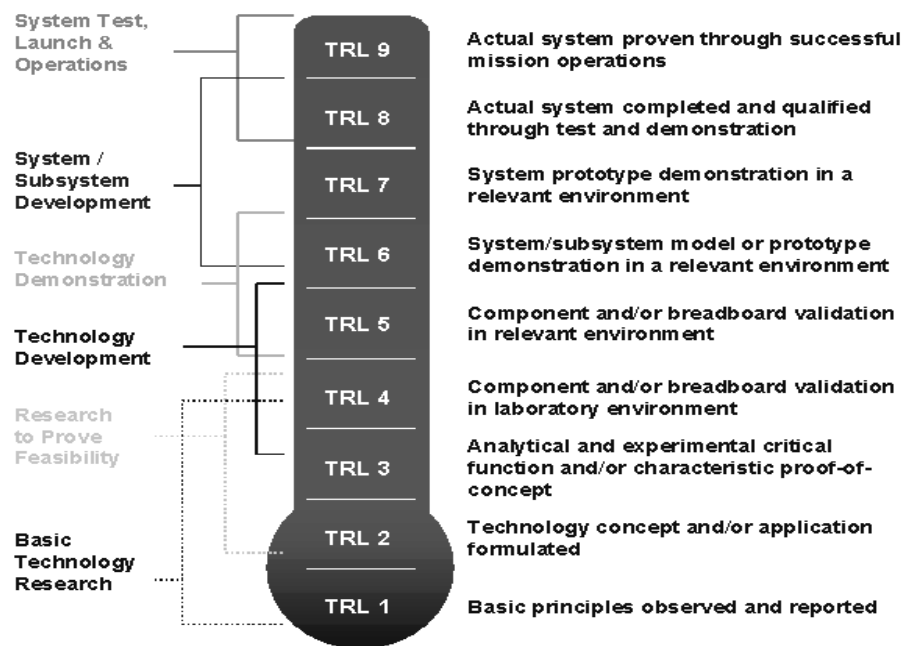 System Test,
Launch &
Operations
System /
Subsystem
Development
Technology
Demonstration
Technology
Development
Research
to Prove
Feasibility
Basic
Technology
Research
TRL 9
TRL 8
TRL 7
TRL 6
TRL 5
TRL 4
TRL 3
TRL 2
TRL 1
Actual system proven through successful
mission operations
Actual system completed and qualified
through test and demonstration
System prototype demonstration in a
relevant environment
System/subsystem model or prototype
demonstration in a relevant environment
Component and/or breadboard validation
in relevant environment
Component and/or breadboard validation
in laboratory environment
Analytical and experimental critical
function and/or characteristic proof-of-
concept
Technology concept and/or application
formulated
Basic principles observed and reported